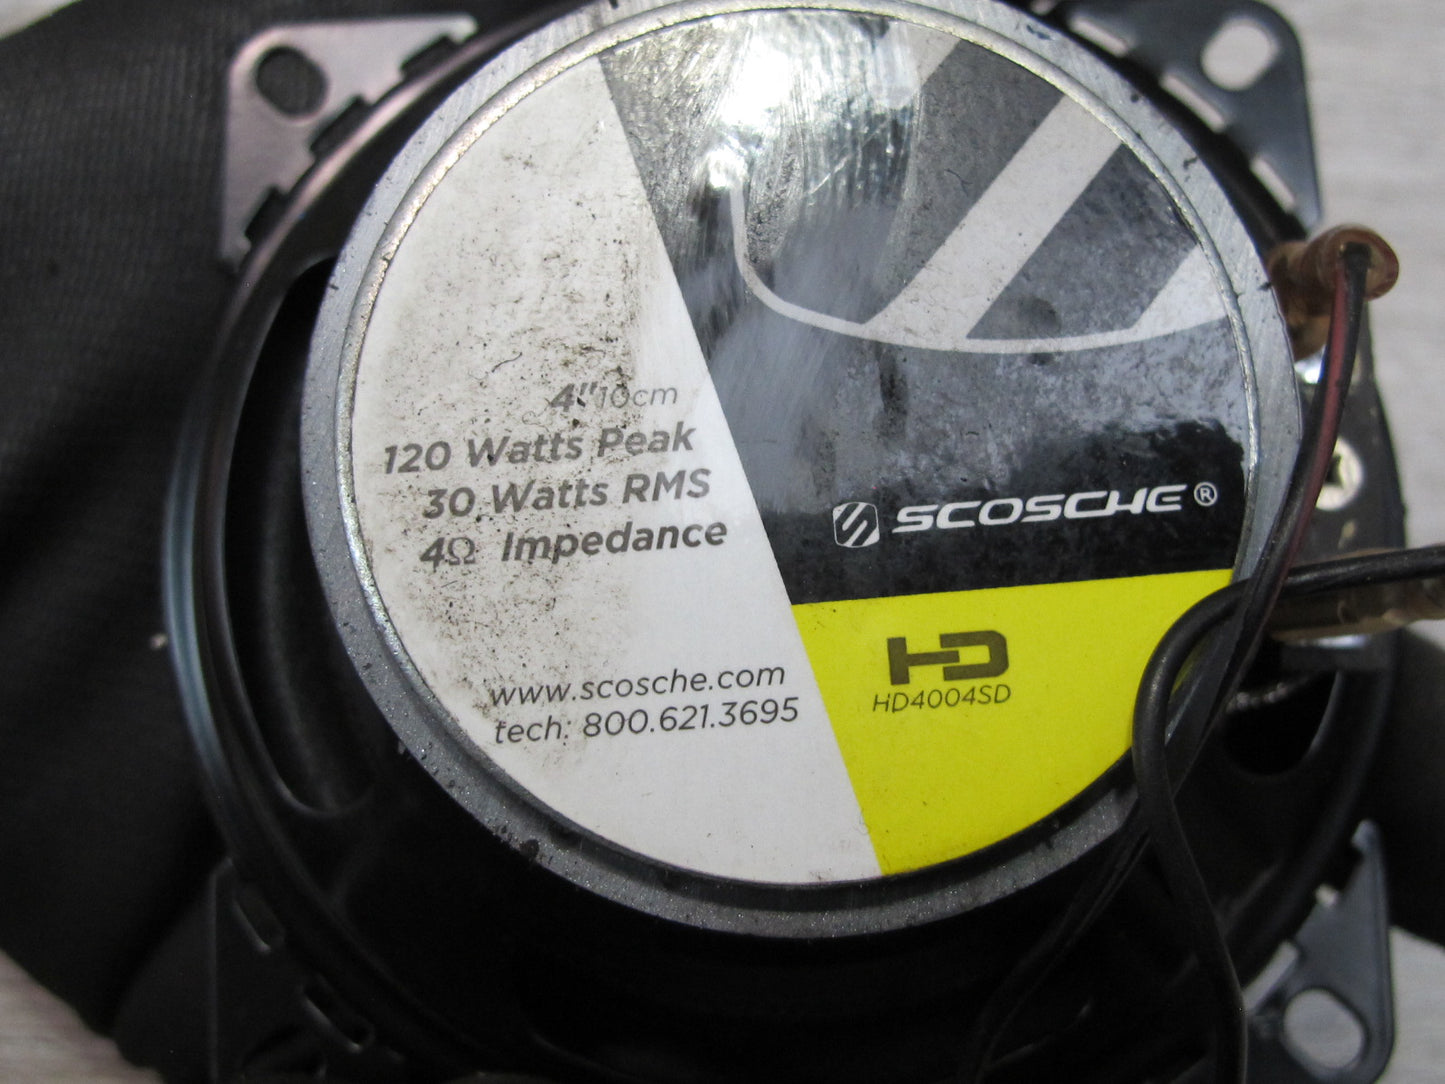 4" 10cm
120 Watts Peak
30 Watts RMS
4Ω Impedance
www.scosche.com
tech: 800.621.3695
SCOSCHE®
HD
HD4004SD